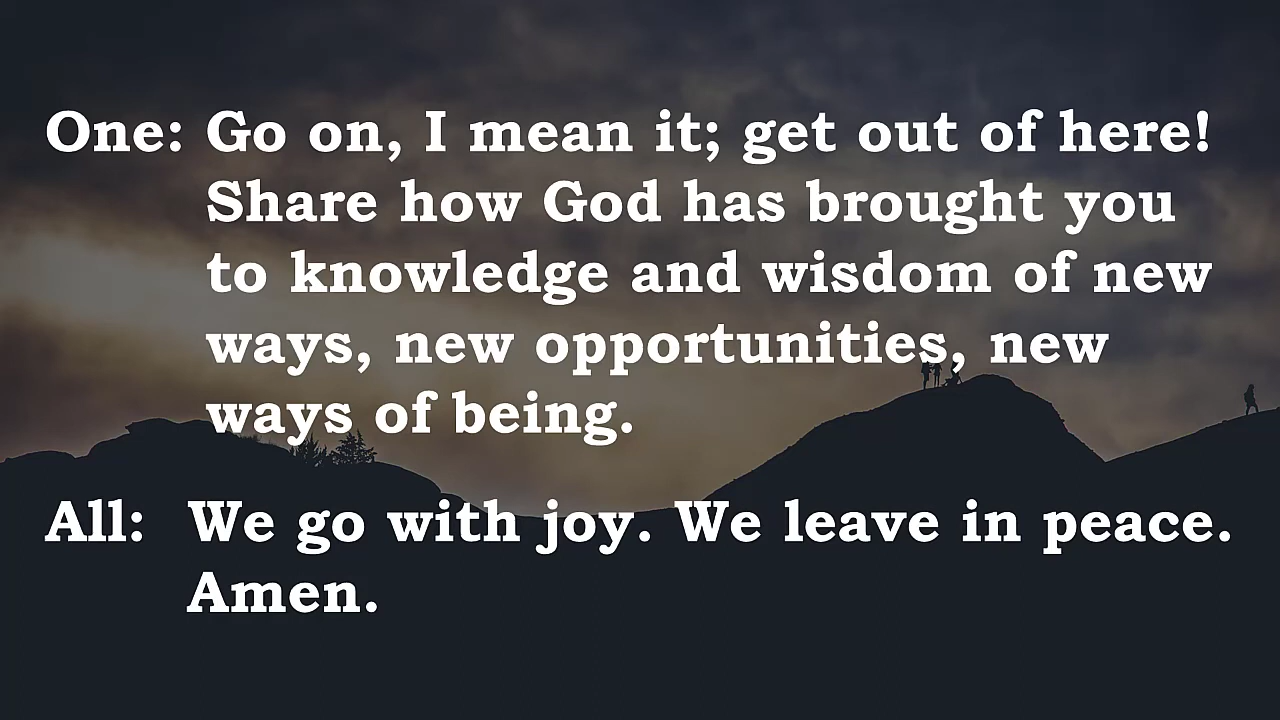 One: Go on, I mean it; get out of here!
Share how God has brought you
to knowledge and wisdom of new
ways, new opportunities, new
ways of being.
All: We go with joy. We leave in peace.
Amen.